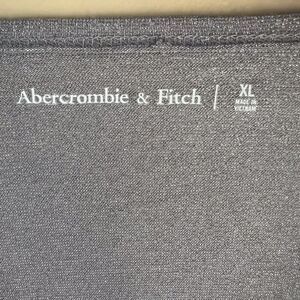 Abercrombie & Fitch | XL
MADE IN
VIETNAM